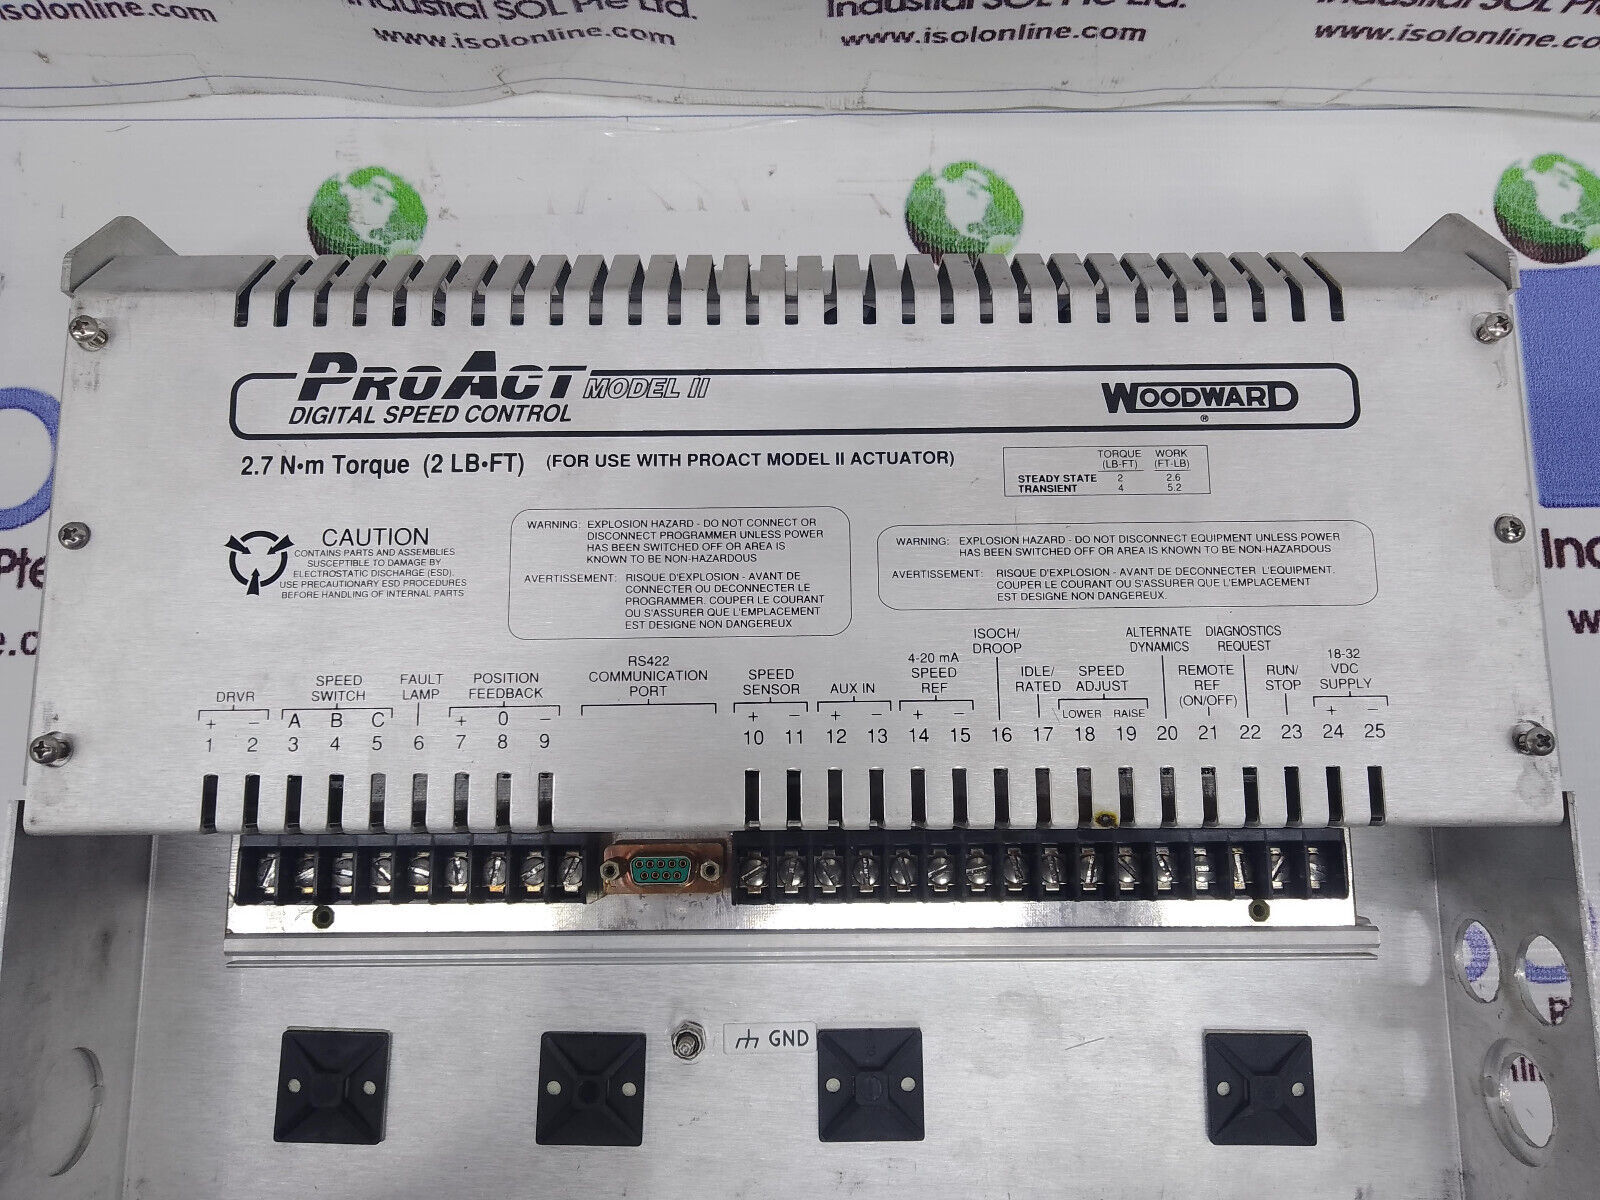 Industrial SOL Pte Ltd.
www.isolonline.com
Industrial SOL Pte Ltd.
www.isolonline.com
Industrial SOL Pte
www.isolonline.co
PROACT MODEL II
DIGITAL SPEED CONTROL
WOODWARD
®
2.7 N•m Torque (2 LB•FT) (FOR USE WITH PROACT MODEL II ACTUATOR)
TORQUE WORK
(LB-FT) (FT-LB)
STEADY STATE 2 2.6
TRANSIENT 4 5.2
CAUTION
CONTAINS PARTS AND ASSEMBLIES
SUSCEPTIBLE TO DAMAGE BY
ELECTROSTATIC DISCHARGE (ESD).
USE PRECAUTIONARY ESD PROCEDURES
BEFORE HANDLING OF INTERNAL PARTS
WARNING: EXPLOSION HAZARD - DO NOT CONNECT OR
DISCONNECT PROGRAMMER UNLESS POWER
HAS BEEN SWITCHED OFF OR AREA IS
KNOWN TO BE NON-HAZARDOUS
AVERTISSEMENT: RISQUE D'EXPLOSION - AVANT DE
CONNECTER OU DECONNECTER LE
PROGRAMMER. COUPER LE COURANT
OU S'ASSURER QUE L'EMPLACEMENT
EST DESIGNE NON DANGEREUX
WARNING: EXPLOSION HAZARD - DO NOT DISCONNECT EQUIPMENT UNLESS POWER
HAS BEEN SWITCHED OFF OR AREA IS KNOWN TO BE NON-HAZARDOUS
AVERTISSEMENT: RISQUE D'EXPLOSION - AVANT DE DECONNECTER L'EQUIPMENT.
COUPER LE COURANT OU S'ASSURER QUE L'EMPLACEMENT
EST DESIGNE NON DANGEREUX.
DRVR
+ −
1 2
SPEED
SWITCH
A B C
3 4 5
FAULT
LAMP
6
POSITION
FEEDBACK
+ 0 −
7 8 9
RS422
COMMUNICATION
PORT
SPEED
SENSOR
+ −
10 11
AUX IN
+ −
12 13
4-20 mA
SPEED
REF
+ −
14 15
ISOCH/
DROOP
16
IDLE/
RATED
17
SPEED
ADJUST
LOWER RAISE
18 19
ALTERNATE
DYNAMICS
20
REMOTE
REF
(ON/OFF)
21
DIAGNOSTICS
REQUEST
22
RUN/
STOP
23
18-32
VDC
SUPPLY
+ −
24 25
GND